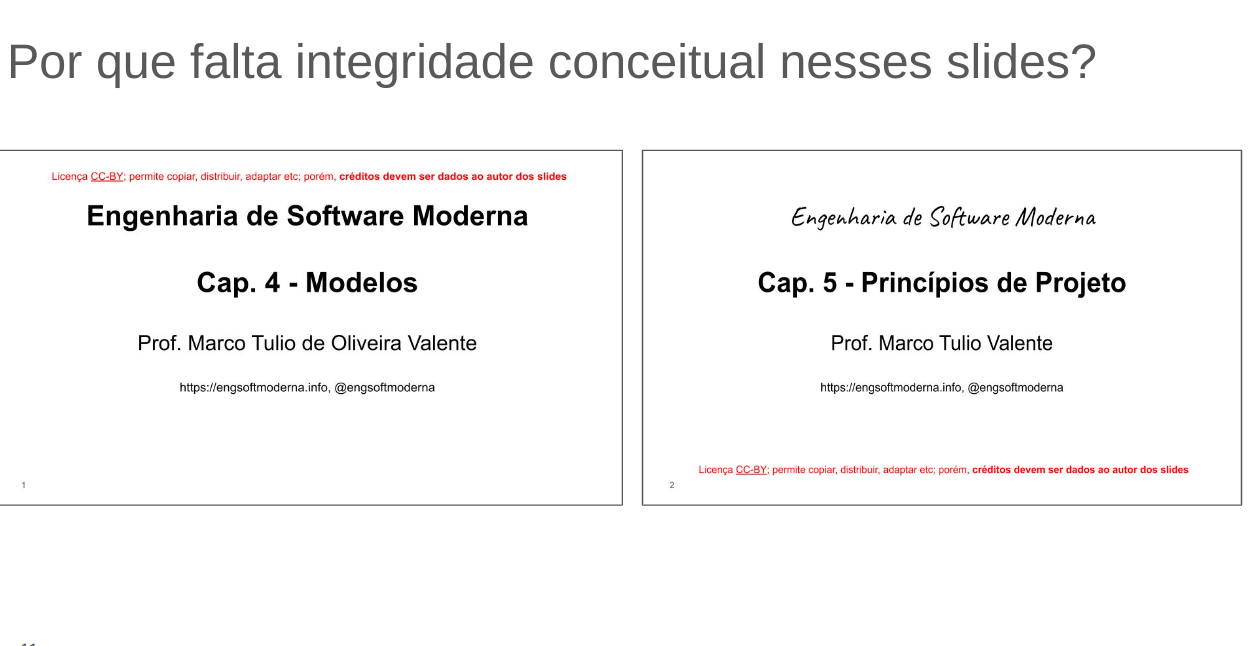 Por que falta integridade conceitual nesses slides?
Licença CC-BY; permite copiar, distribuir, adaptar etc; porém, créditos devem ser dados ao autor dos slides
Engenharia de Software Moderna
Cap. 4 - Modelos
Prof. Marco Tulio de Oliveira Valente
https://engsoftmoderna.info, @engsoftmoderna
1
Engenharia de Software Moderna
Cap. 5 - Princípios de Projeto
Prof. Marco Tulio Valente
https://engsoftmoderna.info, @engsoftmoderna
Licença CC-BY; permite copiar, distribuir, adaptar etc; porém, créditos devem ser dados ao autor dos slides
2